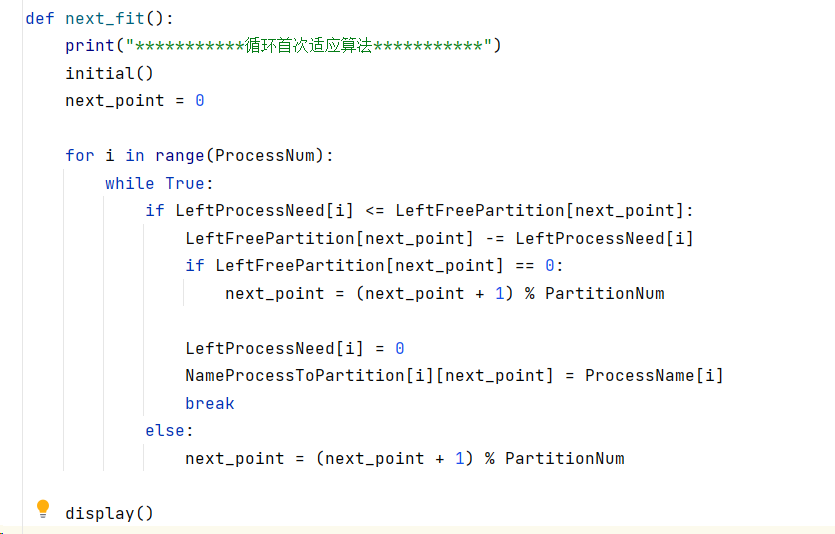 def next_fit():
    print("***********循环首次适应算法***********")
    initial()
    next_point = 0
    for i in range(ProcessNum):
        while True:
            if LeftProcessNeed[i] <= LeftFreePartition[next_point]:
                LeftFreePartition[next_point] -= LeftProcessNeed[i]
                if LeftFreePartition[next_point] == 0:
                    next_point = (next_point + 1) % PartitionNum
                LeftProcessNeed[i] = 0
                NameProcessToPartition[i][next_point] = ProcessName[i]
                break
            else:
                next_point = (next_point + 1) % PartitionNum
    display()